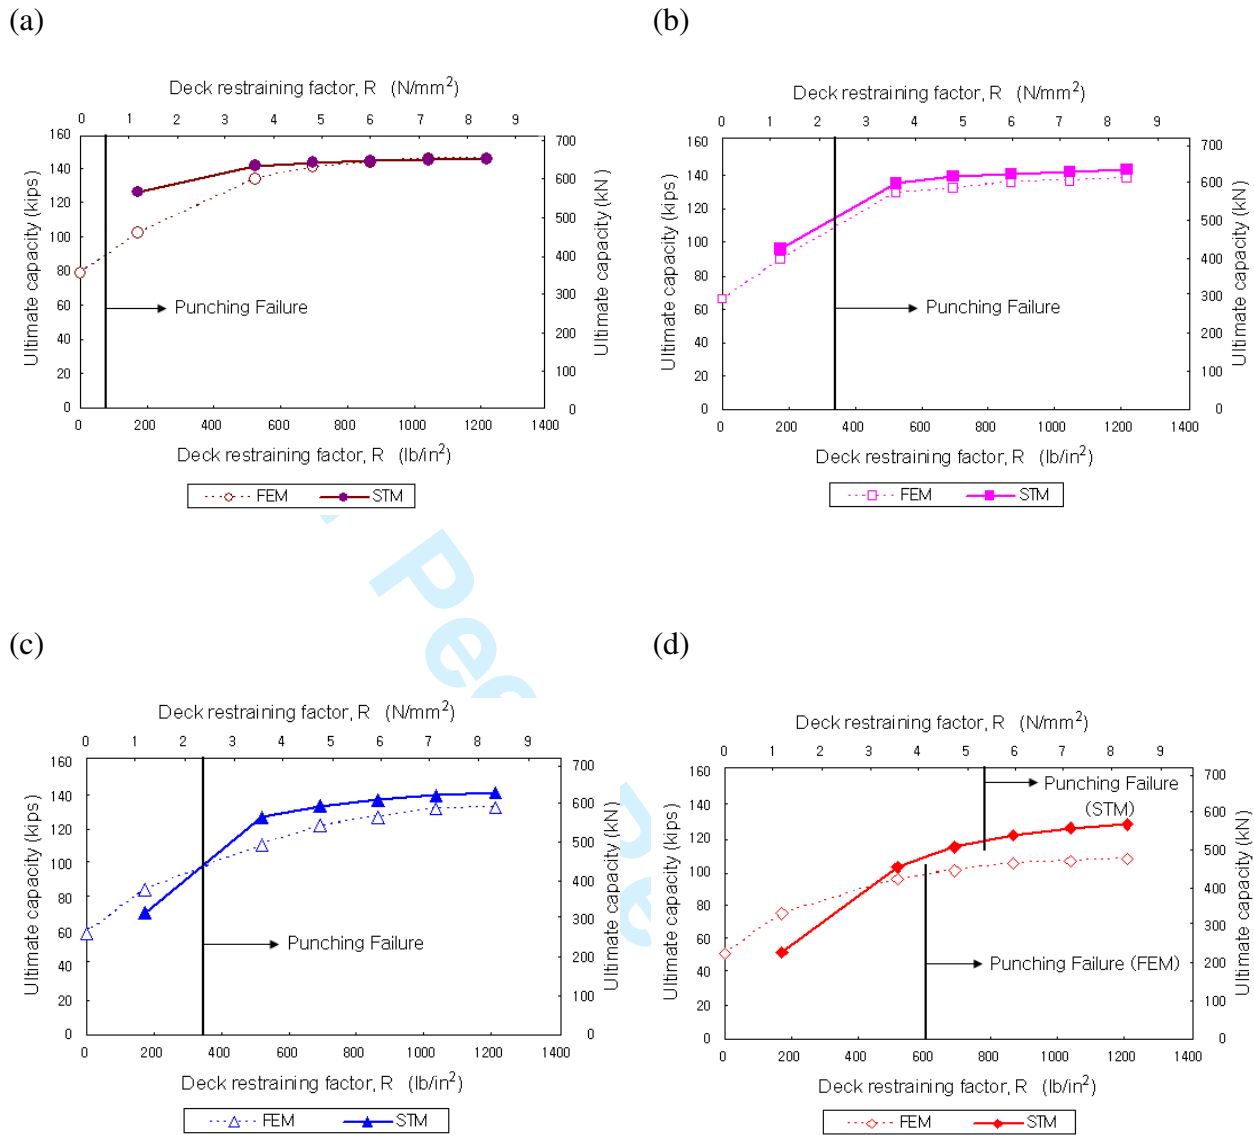 (a)
Deck restraining factor, R (N/mm²)
0 1 2 3 4 5 6 7 8 9
160 140 120 100 80 60 40 20 0
Ultimate capacity (kips)
700 600 500 400 300 200 100 0
Ultimate capacity (kN)
Punching Failure
0 200 400 600 800 1000 1200 1400
Deck restraining factor, R (lb/in²)
FEM STM
(b)
Deck restraining factor, R (N/mm²)
0 1 2 3 4 5 6 7 8 9
160 140 120 100 80 60 40 20 0
Ultimate capacity (kips)
700 600 500 400 300 200 100 0
Ultimate capacity (kN)
Punching Failure
0 200 400 600 800 1000 1200 1400
Deck restraining factor, R (lb/in²)
FEM STM
(c)
Deck restraining factor, R (N/mm²)
0 1 2 3 4 5 6 7 8 9
160 140 120 100 80 60 40 20 0
Ultimate capacity (kips)
700 600 500 400 300 200 100 0
Ultimate capacity (kN)
Punching Failure
0 200 400 600 800 1000 1200 1400
Deck restraining factor, R (lb/in²)
FEM STM
(d)
Deck restraining factor, R (N/mm²)
0 1 2 3 4 5 6 7 8 9
160 140 120 100 80 60 40 20 0
Ultimate capacity (kips)
700 600 500 400 300 200 100 0
Ultimate capacity (kN)
Punching Failure
(STM)
Punching Failure (FEM)
0 200 400 600 800 1000 1200 1400
Deck restraining factor, R (lb/in²)
FEM STM